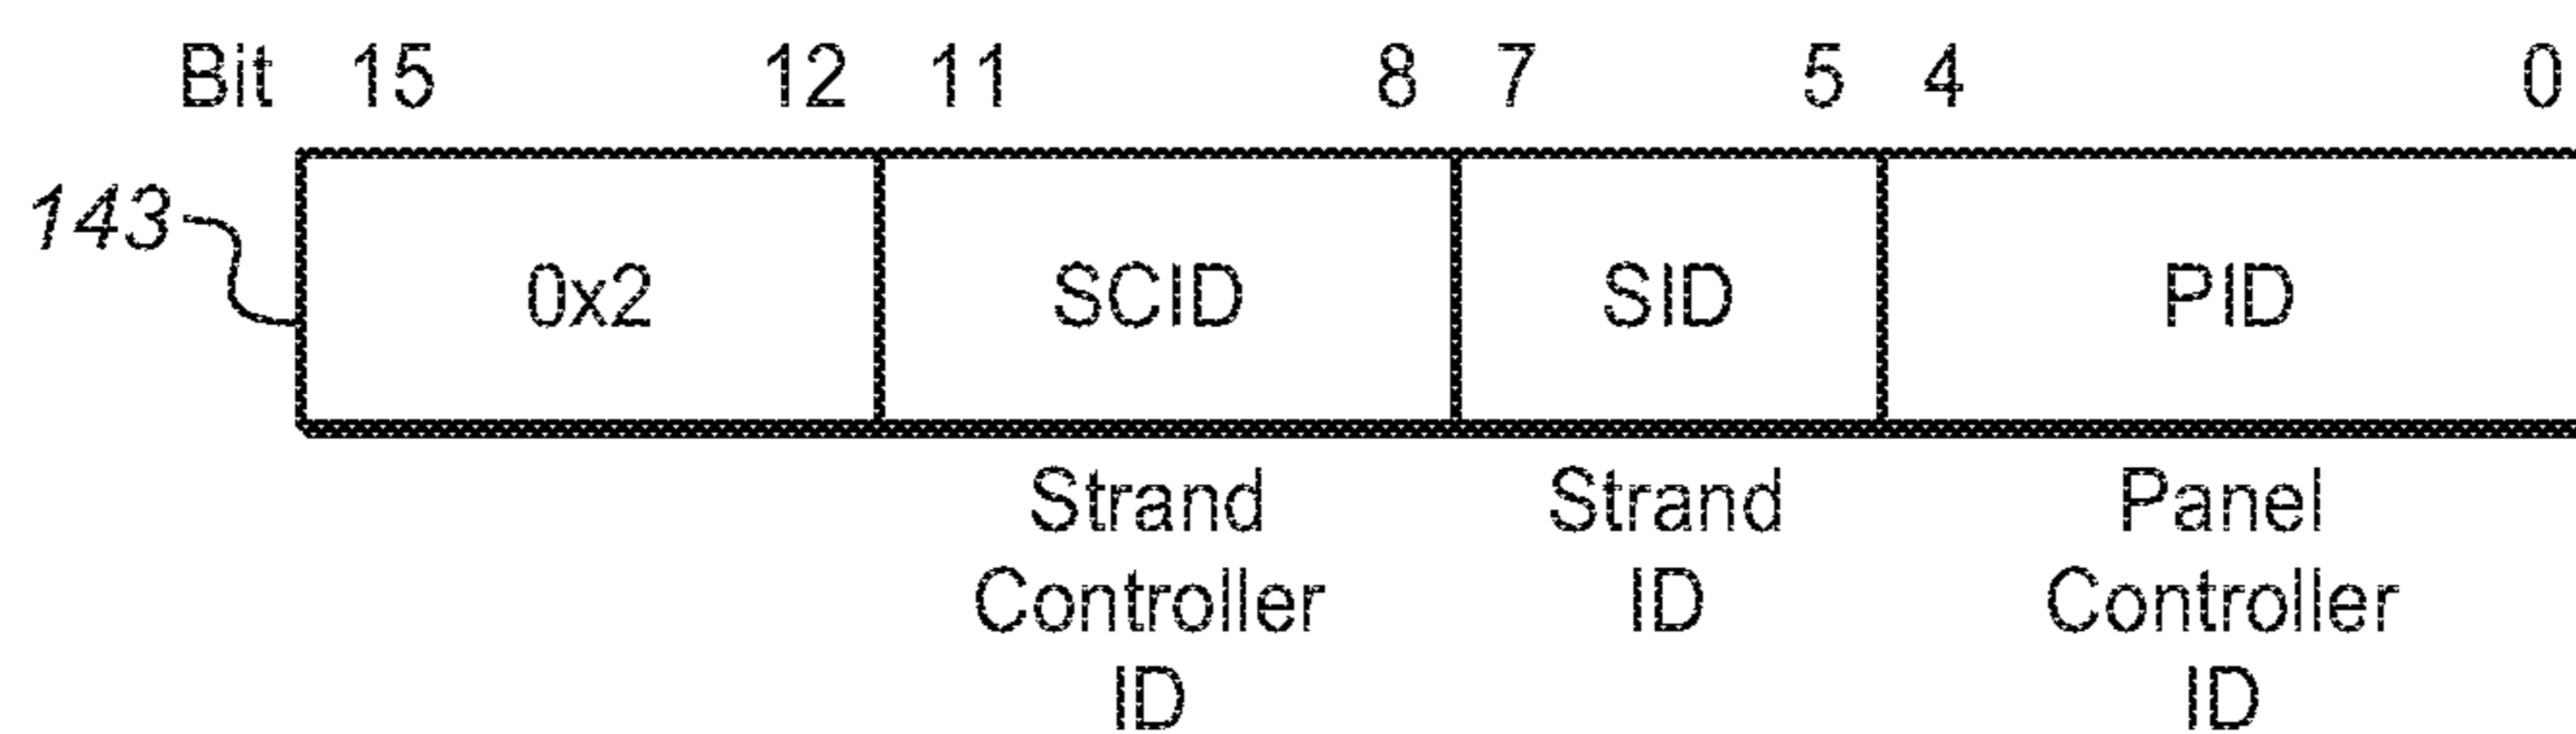 Bit 15 12 11 8 7 5 4 0
143
0x2 SCID SID PID
Strand Strand Panel
Controller ID Controller
ID ID